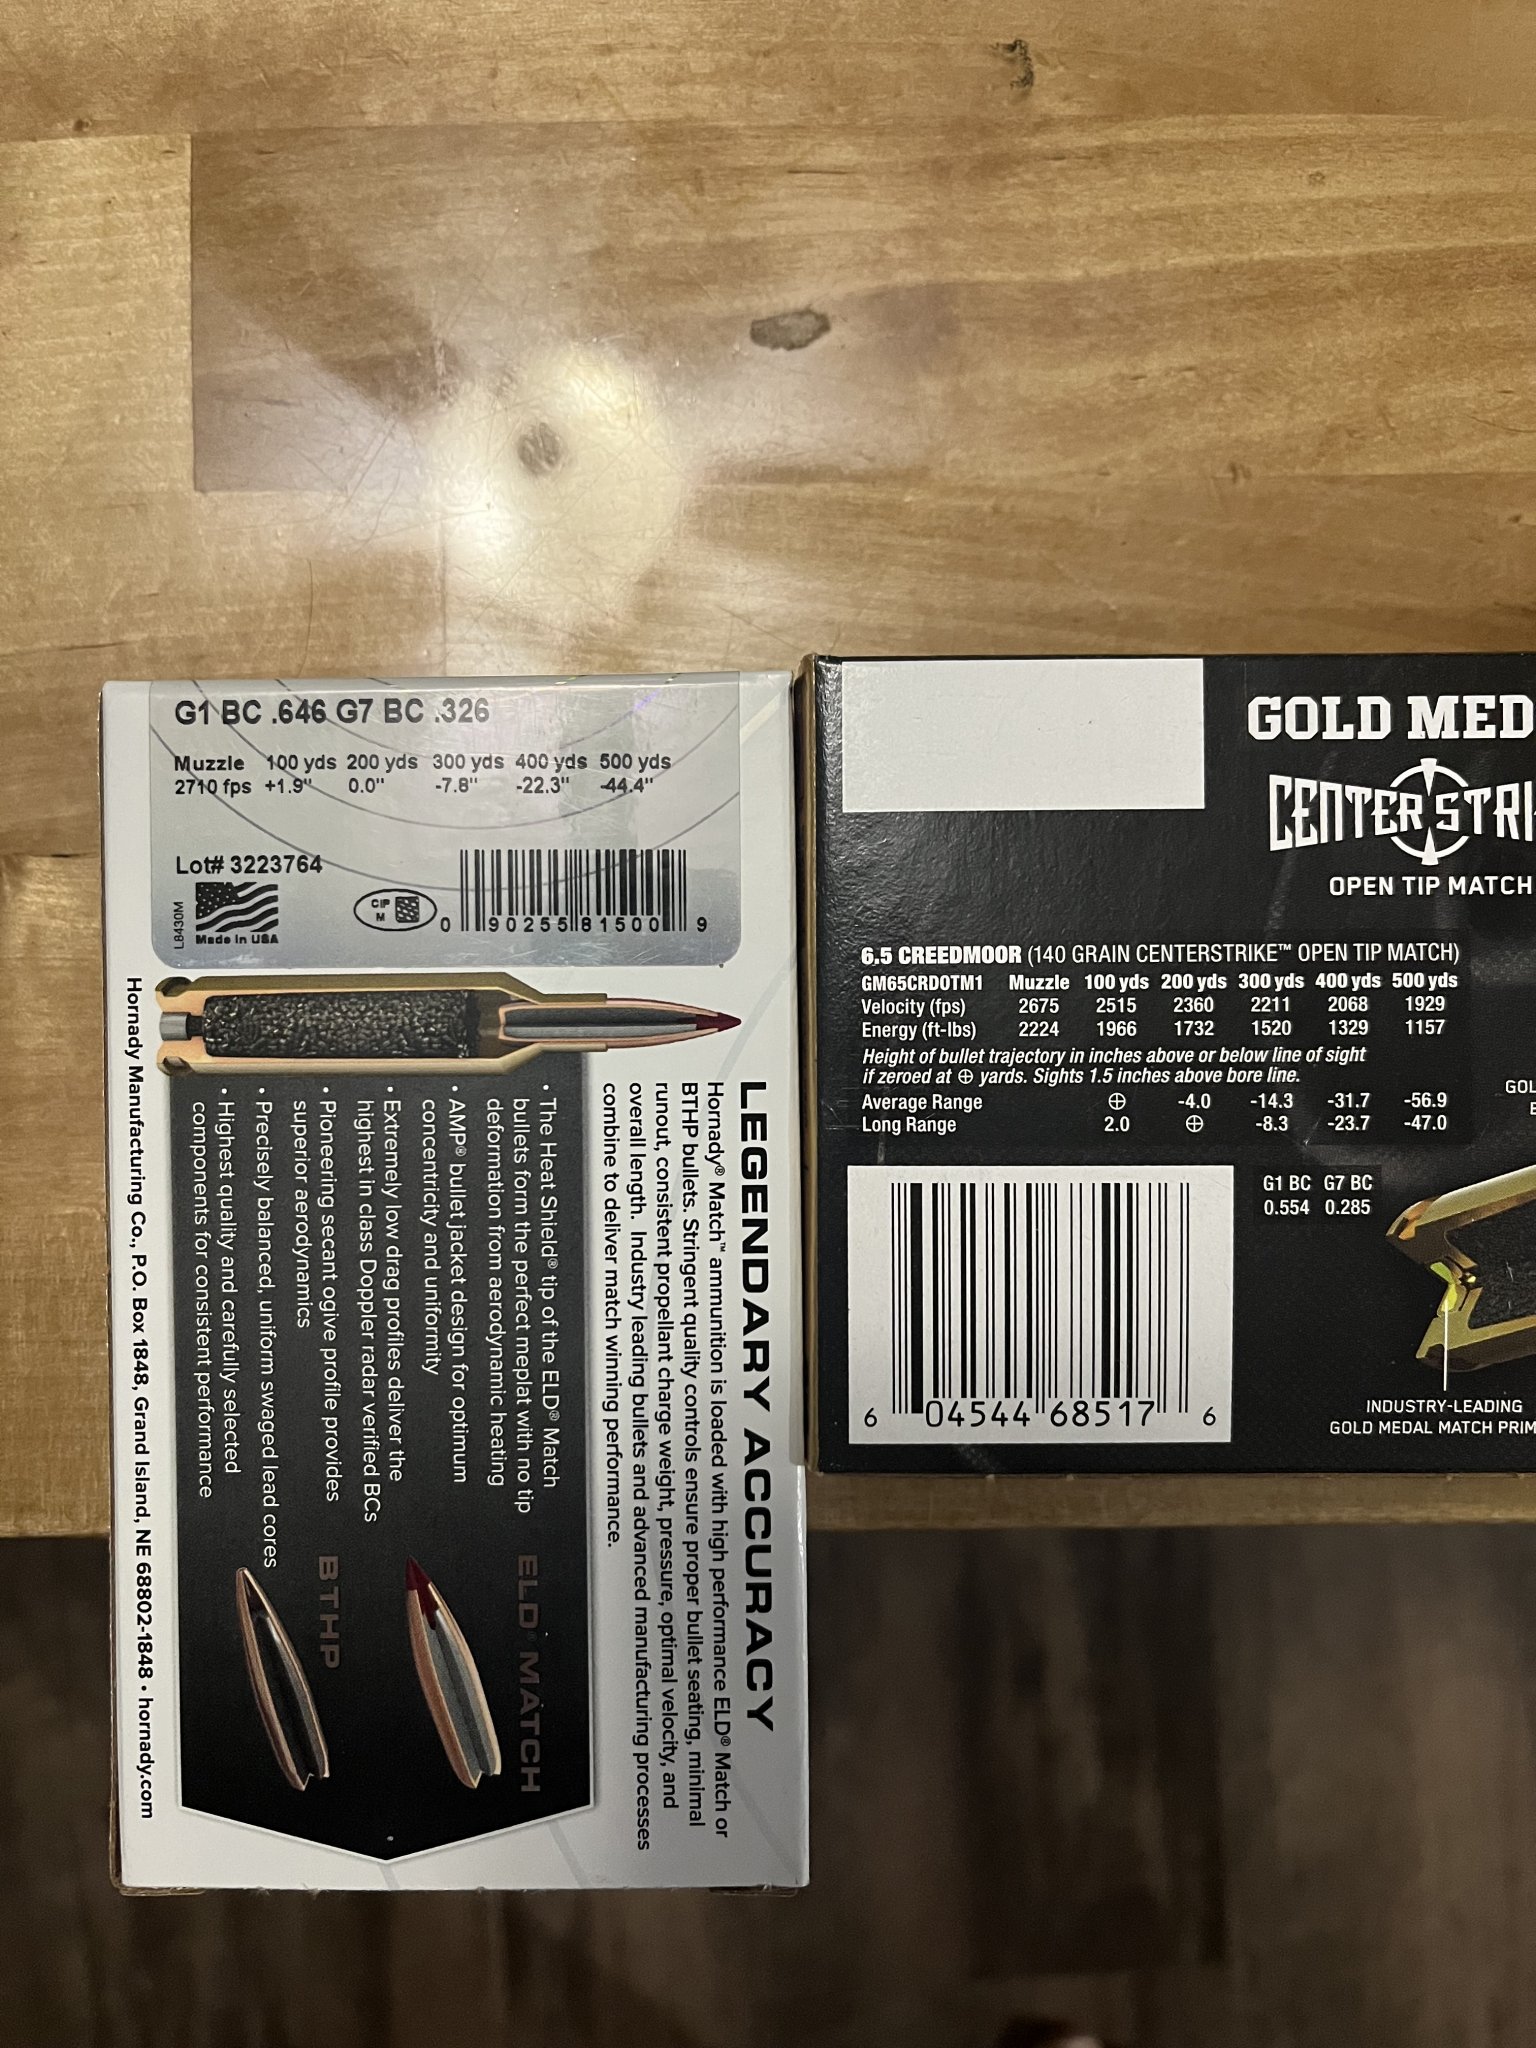 G1 BC .646 G7 BC .326
Muzzle 100 yds 200 yds 300 yds 400 yds 500 yds
2710 fps +1.9" 0.0" -7.8" -22.3" -44.4"
Lot# 3223764
L8430M
Made in USA
CIP
M
0 90255 81500 9
LEGENDARY ACCURACY
Hornady® Match™ ammunition is loaded with high performance ELD® Match or
BTHP bullets. Stringent quality controls ensure proper bullet seating, minimal
runout, consistent propellant charge weight, pressure, optimal velocity, and
overall length. Industry leading bullets and advanced manufacturing processes
combine to deliver match winning performance.
• The Heat Shield® tip of the ELD® Match
bullets form the perfect meplat with no tip
deformation from aerodynamic heating
• AMP® bullet jacket design for optimum
concentricity and uniformity
• Extremely low drag profiles deliver the
highest in class Doppler radar verified BCs
• Pioneering secant ogive profile provides
superior aerodynamics
• Precisely balanced, uniform swaged lead cores
• Highest quality and carefully selected
components for consistent performance
ELD® MATCH
BTHP
Hornady Manufacturing Co., P.O. Box 1848, Grand Island, NE 68802-1848 • hornady.com
GOLD MED
CENTERSTRI
OPEN TIP MATCH
6.5 CREEDMOOR (140 GRAIN CENTERSTRIKE™ OPEN TIP MATCH)
GM65CRDOTM1 Muzzle 100 yds 200 yds 300 yds 400 yds 500 yds
Velocity (fps) 2675 2515 2360 2211 2068 1929
Energy (ft-lbs) 2224 1966 1732 1520 1329 1157
Height of bullet trajectory in inches above or below line of sight
if zeroed at ⊕ yards. Sights 1.5 inches above bore line.
Average Range ⊕ -4.0 -14.3 -31.7 -56.9
Long Range 2.0 ⊕ -8.3 -23.7 -47.0
G1 BC G7 BC
0.554 0.285
GOL
6 04544 68517 6
INDUSTRY-LEADING
GOLD MEDAL MATCH PRIM